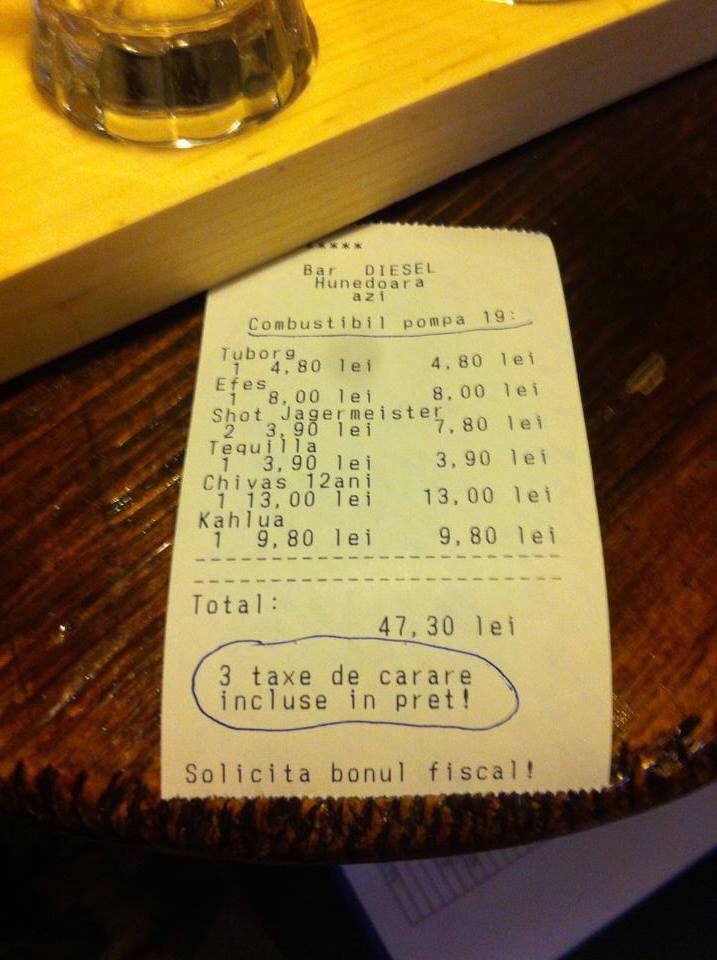 *****
Bar DIESEL
Hunedoara
azi
Combustibil pompa 19:
Tuborg
1 4,80 lei 4,80 lei
Efes
1 8,00 lei 8,00 lei
Shot Jagermeister
2 3,90 lei 7,80 lei
Tequilla
1 3,90 lei 3,90 lei
Chivas 12ani
1 13,00 lei 13,00 lei
Kahlua
1 9,80 lei 9,80 lei
Total:
47,30 lei
3 taxe de carare
incluse in pret!
Solicita bonul fiscal!